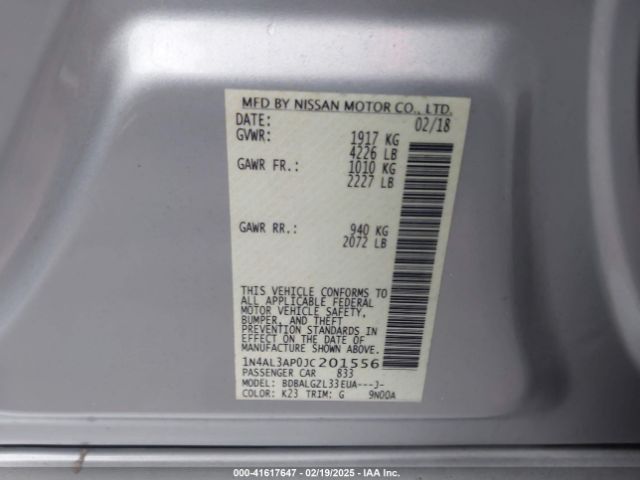 MFD BY NISSAN MOTOR CO., LTD.
DATE: 02/18
GVWR: 1917 KG
4226 LB
GAWR FR.: 1010 KG
2227 LB
GAWR RR.: 940 KG
2072 LB
THIS VEHICLE CONFORMS TO
ALL APPLICABLE FEDERAL
MOTOR VEHICLE SAFETY,
BUMPER, AND THEFT
PREVENTION STANDARDS IN
EFFECT ON THE DATE OF
MANUFACTURE SHOWN ABOVE.
1N4AL3AP0JC201556
PASSENGER CAR 833
MODEL: BDBALGZL33EUA---J-
COLOR: K23 TRIM: G 9N00A
000-41617647 / 02/19/2025 - IAA Inc.